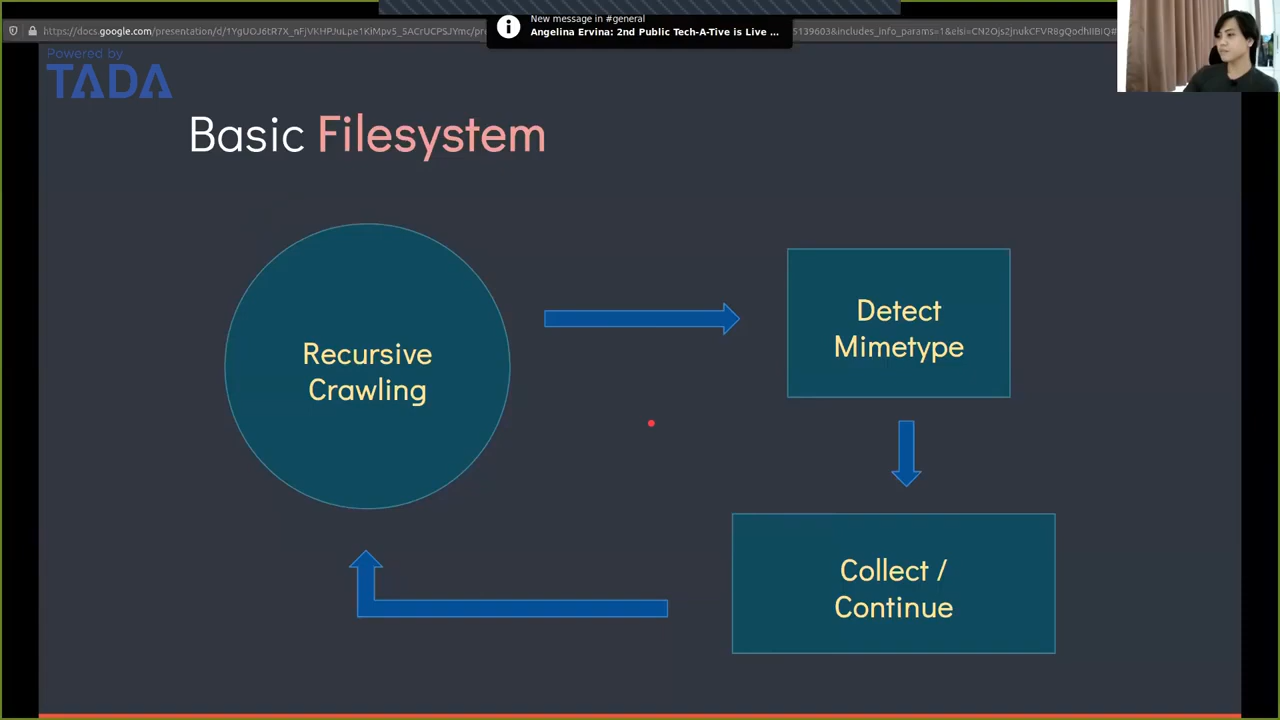 New message in #general
Angelina Ervina: 2nd Public Tech-A-Tive is Live ...
Powered by
TADA
Basic Filesystem
Recursive
Crawling
Detect
Mimetype
Collect /
Continue